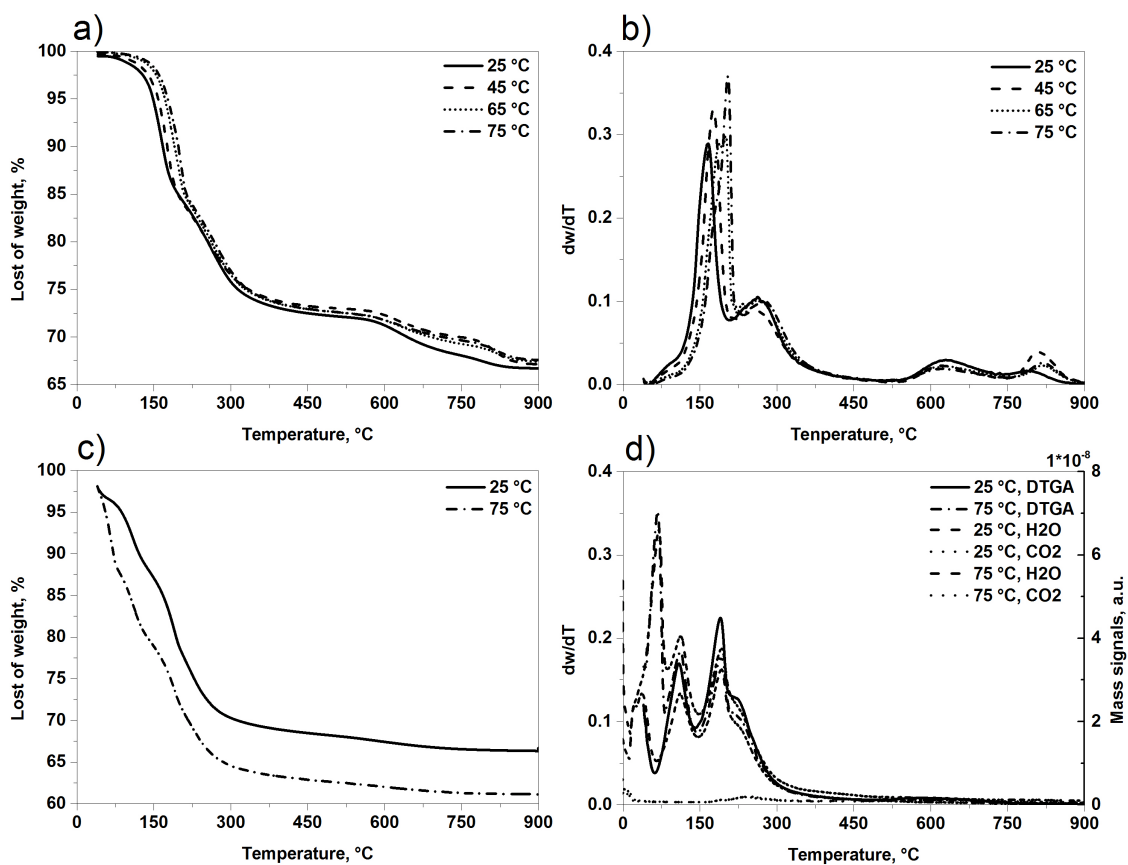 a)
100
95
90
85
80
75
70
65
0
150
300
450
600
750
900
Lost of weight, %
Temperature, °C
25 °C
45 °C
65 °C
75 °C
b)
0.4
0.3
0.2
0.1
0.0
0
150
300
450
600
750
900
dw/dT
Tenperature, °C
25 °C
45 °C
65 °C
75 °C
c)
100
95
90
85
80
75
70
65
60
0
150
300
450
600
750
900
Lost of weight, %
Temperature, °C
25 °C
75 °C
d)
1*10⁻⁸
0.4
0.3
0.2
0.1
0.0
8
6
4
2
0
0
150
300
450
600
750
900
dw/dT
Mass signals, a.u.
Temperature, °C
25 °C, DTGA
75 °C, DTGA
25 °C, H2O
25 °C, CO2
75 °C, H2O
75 °C, CO2